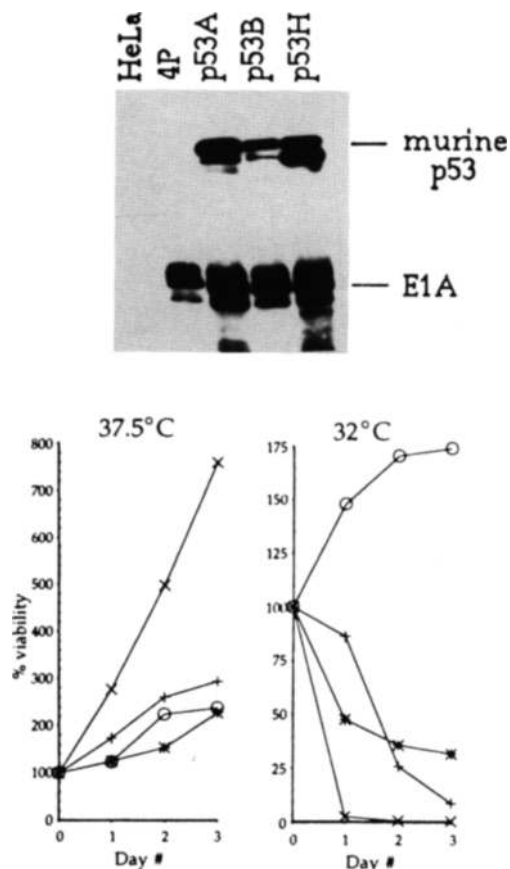 HeLa
4P
p53A
p53B
p53H
murine
p53
E1A
37.5°C
32°C
% viability
800
700
600
500
400
300
200
100
0
1
2
3
Day #
175
150
125
100
75
50
25
0
0
1
2
3
Day #